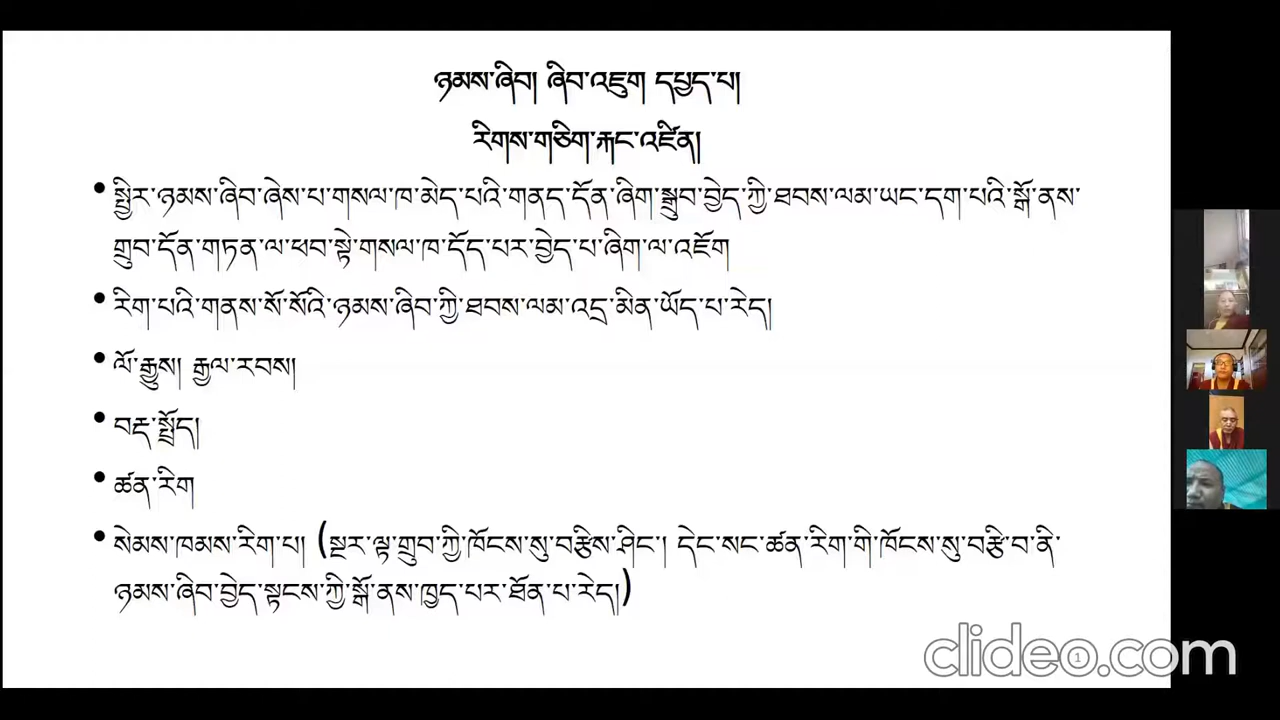 ཉམས་ཞིབ། ཞིབ་འཇུག དཔྱད་པ།
རིགས་གཅིག་རྐང་འཛིན།
• སྤྱིར་ཉམས་ཞིབ་ཞེས་པ་གསལ་ཁ་མེད་པའི་གནད་དོན་ཞིག་སྒྲུབ་བྱེད་ཀྱི་ཐབས་ལམ་ཡང་དག་པའི་སྒོ་ནས་
གྲུབ་དོན་གཏན་ལ་ཕབ་སྟེ་གསལ་ཁ་དོད་པར་བྱེད་པ་ཞིག་ལ་འཇོག
• རིག་པའི་གནས་སོ་སོའི་ཉམས་ཞིབ་ཀྱི་ཐབས་ལམ་འདྲ་མིན་ཡོད་པ་རེད།
• ལོ་རྒྱུས། རྒྱལ་རབས།
• བརྡ་སྤྲོད།
• ཚན་རིག
• སེམས་ཁམས་རིག་པ། (སྔར་ལྟ་གྲུབ་ཀྱི་ཁོངས་སུ་བརྩིས་ཤིང་། དེང་སང་ཚན་རིག་གི་ཁོངས་སུ་བརྩི་བ་ནི་
ཉམས་ཞིབ་བྱེད་སྟངས་ཀྱི་སྒོ་ནས་ཁྱད་པར་ཐོན་པ་རེད།)
clideo.com
1